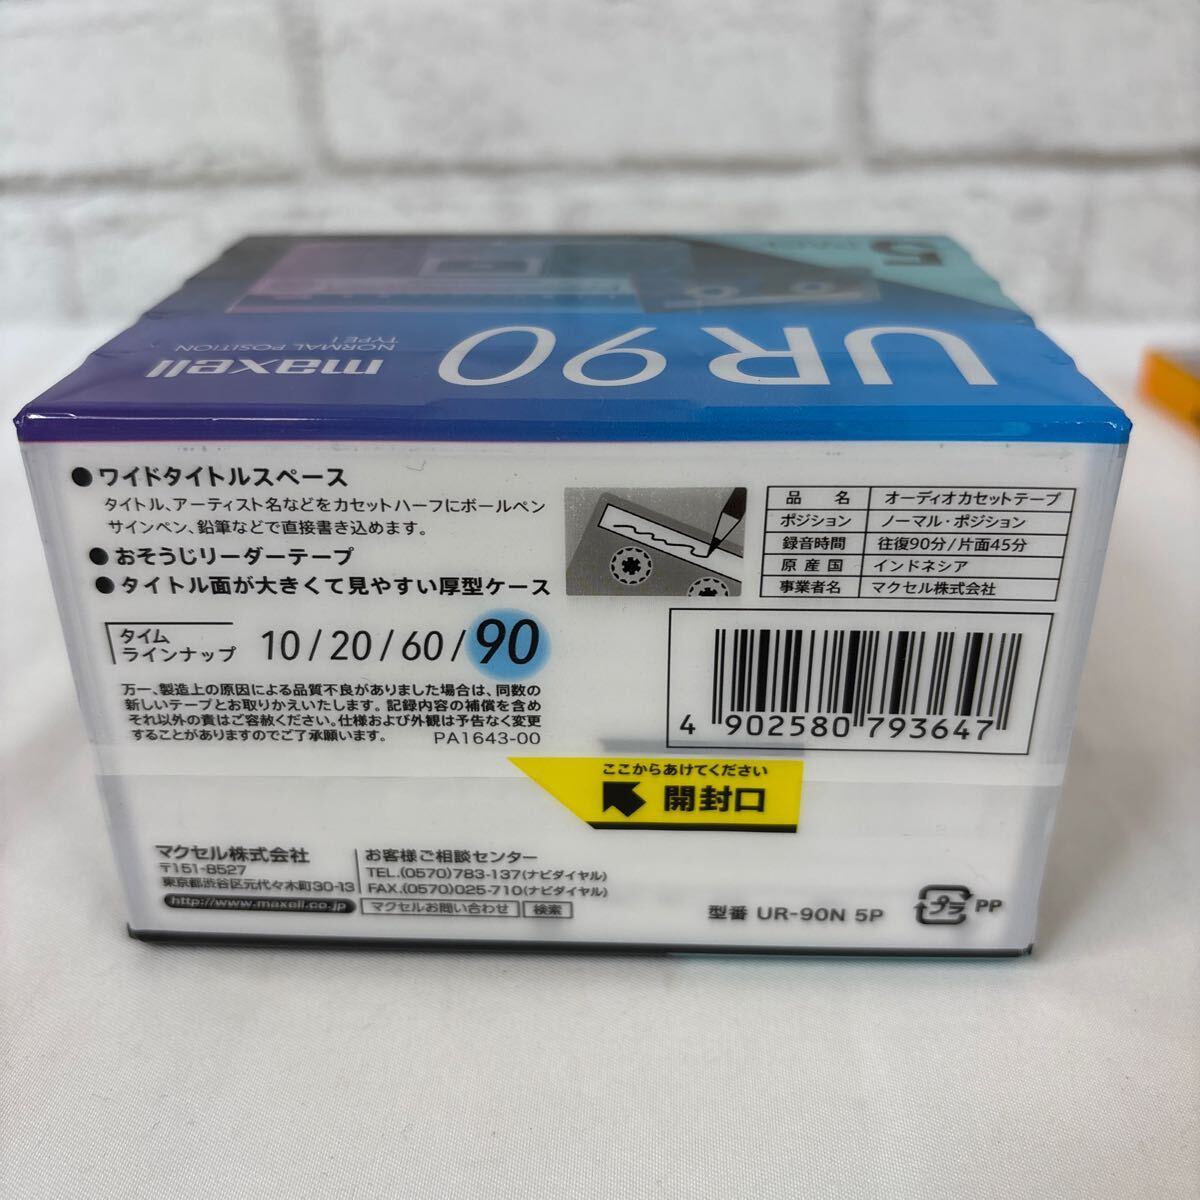 5
UR90
maxell
NORMAL POSITION
TYPE I
●ワイドタイトルスペース
タイトル、アーティスト名などをカセットハーフにボールペン
サインペン、鉛筆などで直接書き込めます。
●おそうじリーダーテープ
●タイトル面が大きくて見やすい厚型ケース
タイム
ラインナップ
10/20/60/90
万一、製造上の原因による品質不良がありました場合は、同数の
新しいテープとお取りかえいたします。記録内容の補償を含め
それ以外の責はご容赦ください。仕様および外観は予告なく変更
することがありますのでご了承願います。 PA1643-00
品名 オーディオカセットテープ
ポジション ノーマル・ポジション
録音時間 往復90分/片面45分
原産国 インドネシア
事業者名 マクセル株式会社
4 902580 793647
ここからあけてください
開封口
マクセル株式会社
〒151-8527
東京都渋谷区元代々木町30-13
http://www.maxell.co.jp
お客様ご相談センター
TEL.(0570)783-137(ナビダイヤル)
FAX.(0570)025-710(ナビダイヤル)
マクセルお問い合わせ 検索
型番 UR-90N 5P
プラ PP